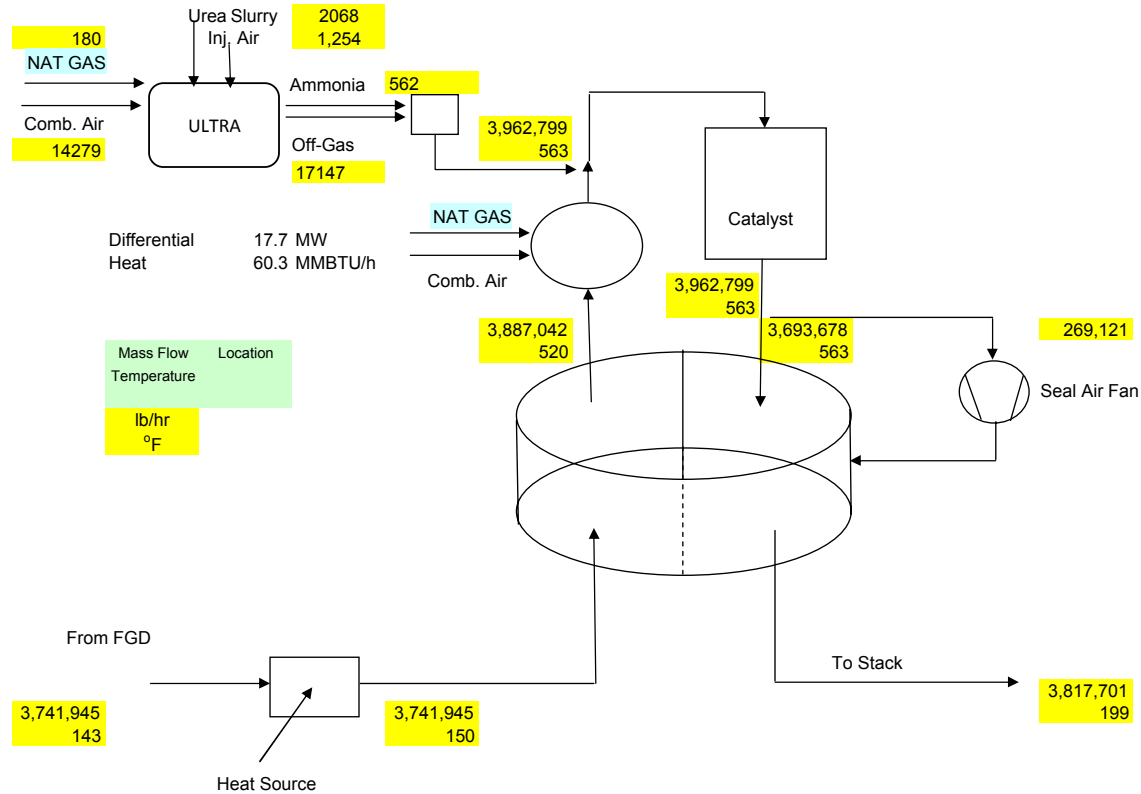 Urea Slurry 2068
180 Inj. Air 1,254
NAT GAS
Ammonia 562
Comb. Air ULTRA
14279 Off-Gas
17147
3,962,799
563
NAT GAS
Catalyst
Differential 17.7 MW
Heat 60.3 MMBTU/h
Comb. Air
3,962,799
563
3,887,042
520
3,693,678
563
269,121
Seal Air Fan
Mass Flow Location
Temperature
lb/hr
°F
From FGD
To Stack
3,741,945
143
3,741,945
150
3,817,701
199
Heat Source